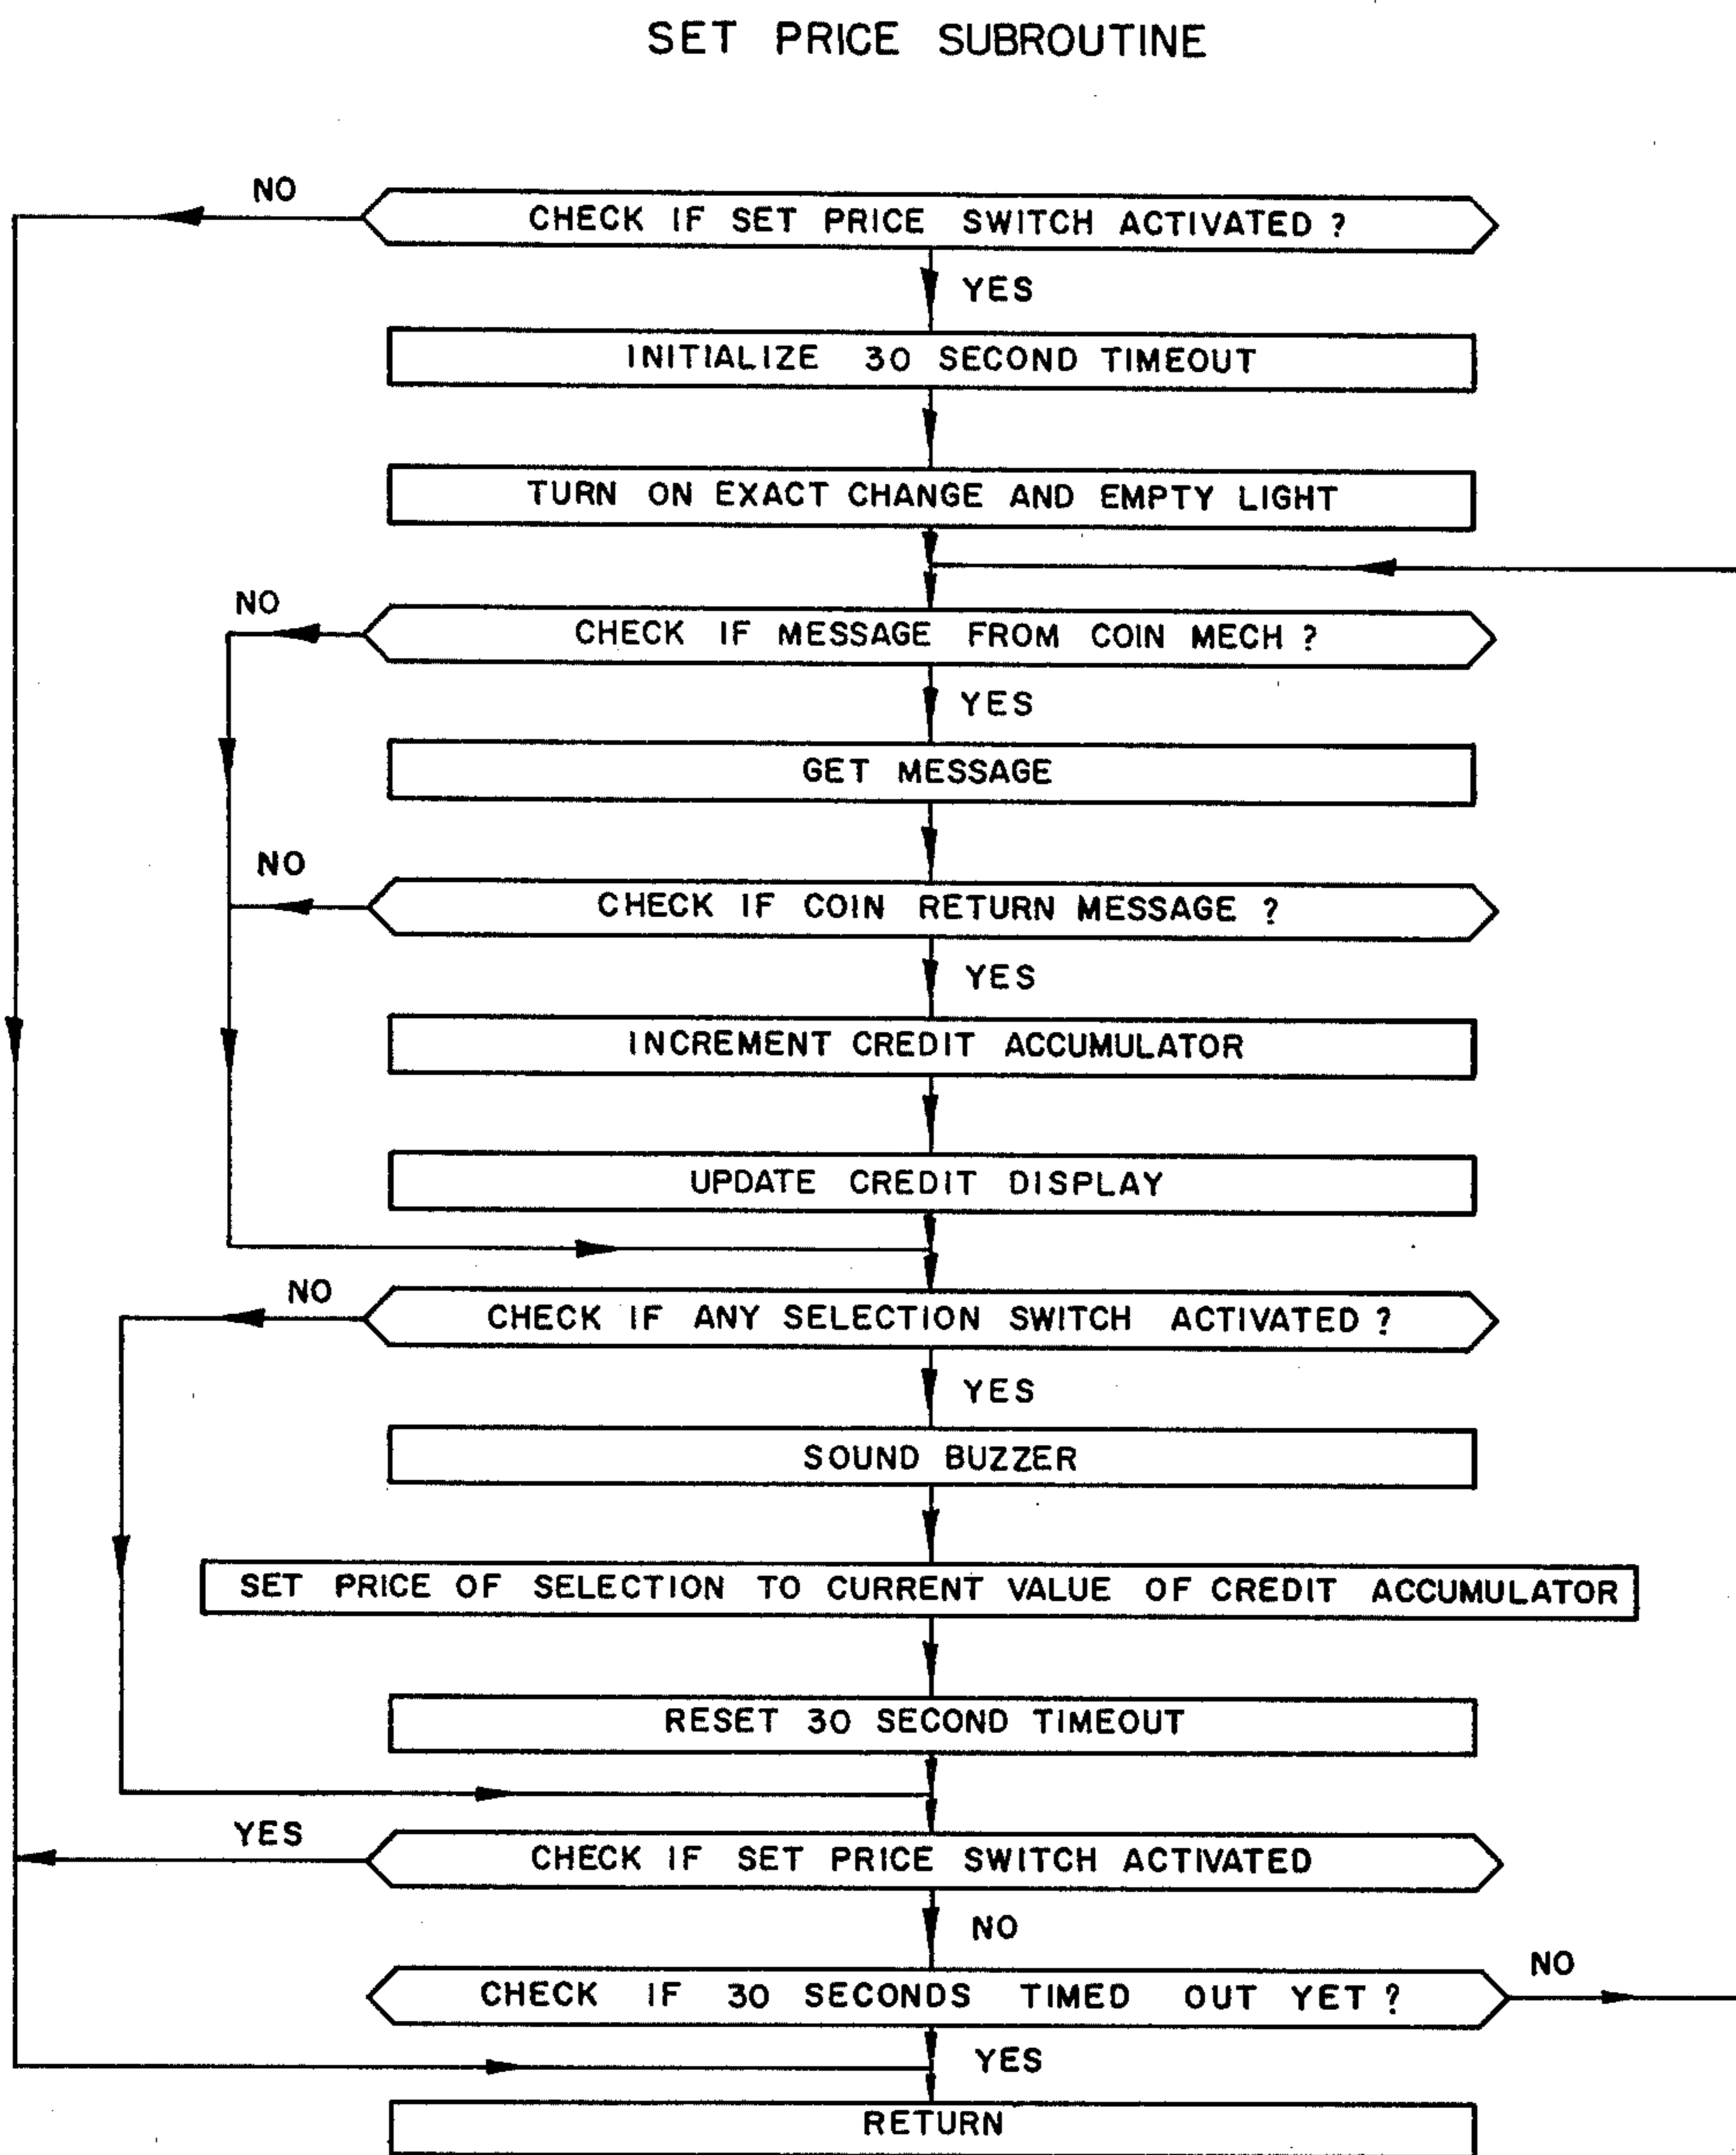 SET PRICE SUBROUTINE
NO
CHECK IF SET PRICE SWITCH ACTIVATED ?
YES
INITIALIZE 30 SECOND TIMEOUT
TURN ON EXACT CHANGE AND EMPTY LIGHT
NO
CHECK IF MESSAGE FROM COIN MECH ?
YES
GET MESSAGE
NO
CHECK IF COIN RETURN MESSAGE ?
YES
INCREMENT CREDIT ACCUMULATOR
UPDATE CREDIT DISPLAY
NO
CHECK IF ANY SELECTION SWITCH ACTIVATED ?
YES
SOUND BUZZER
SET PRICE OF SELECTION TO CURRENT VALUE OF CREDIT ACCUMULATOR
RESET 30 SECOND TIMEOUT
YES
CHECK IF SET PRICE SWITCH ACTIVATED
NO
CHECK IF 30 SECONDS TIMED OUT YET ?
NO
YES
RETURN